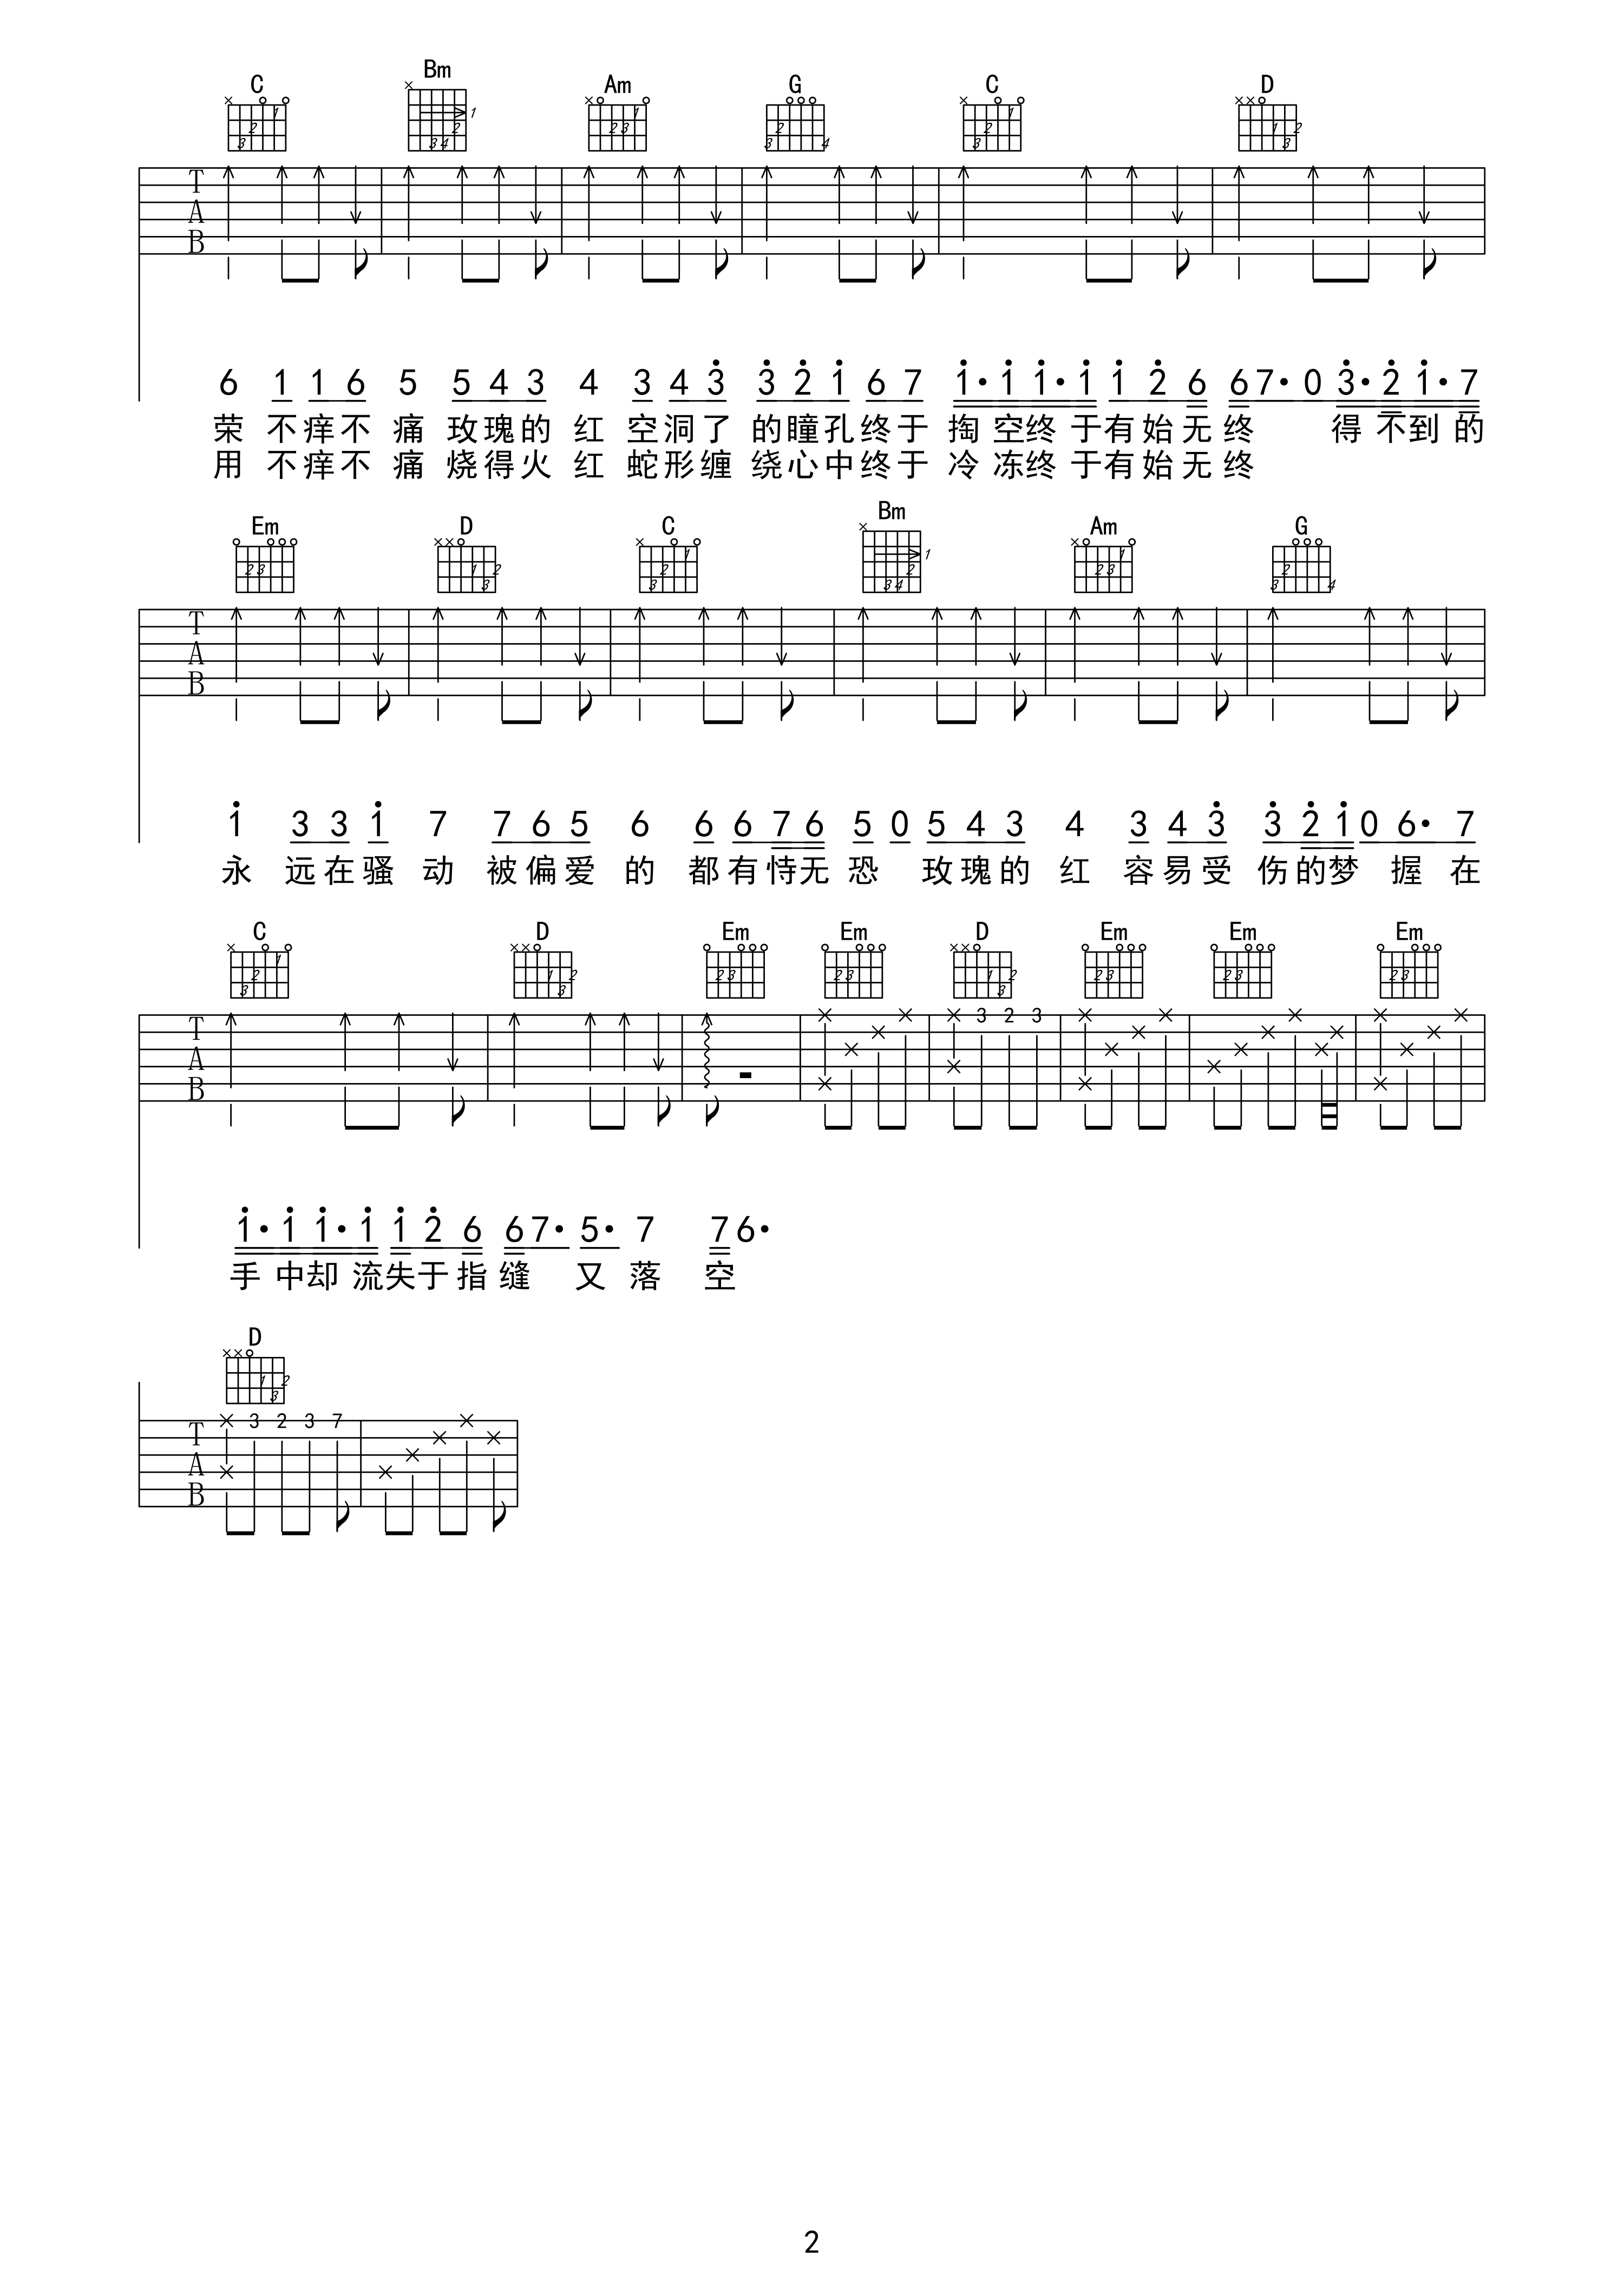 C Bm Am G C D
T
A
B
6 1 1 6 5 5 4 3 4 3 4 3 3 2 1 6 7 1· 1 1· 1 1 2 6 6 7· 0 3· 2 1· 7
荣 不痒不 痛 玫瑰的 红 空洞了 的瞳孔终于 掏 空终 于有始无终 得 不到的
用 不痒不 痛 烧得火 红 蛇形缠 绕心中终于 冷 冻终 于有始无终
Em D C Bm Am G
T
A
B
1 3 3 1 7 7 6 5 6 6 6 7 6 5 0 5 4 3 4 3 4 3 3 2 1 0 6· 7
永 远在骚 动 被偏爱 的 都有恃无 恐 玫瑰的 红 容易受 伤的梦 握 在
C D Em Em D Em Em Em
T
A
B
3 2 3
1· 1 1· 1 1 2 6 6 7· 5· 7 7 6·
手 中却 流失于 指 缝 又 落 空
D
T
A
B
3 2 3 7
2